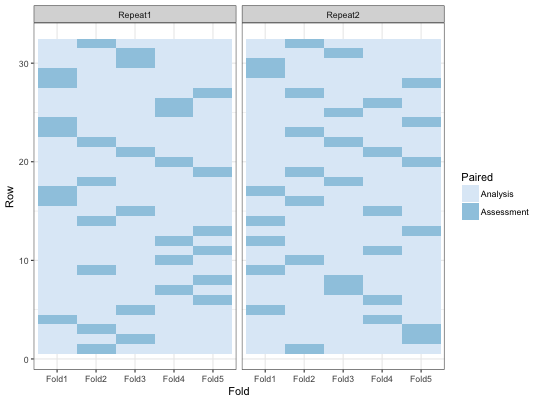 Repeat1 Repeat2
30
20
10
0
Row
Fold1 Fold2 Fold3 Fold4 Fold5 Fold1 Fold2 Fold3 Fold4 Fold5
Fold
Paired
Analysis
Assessment